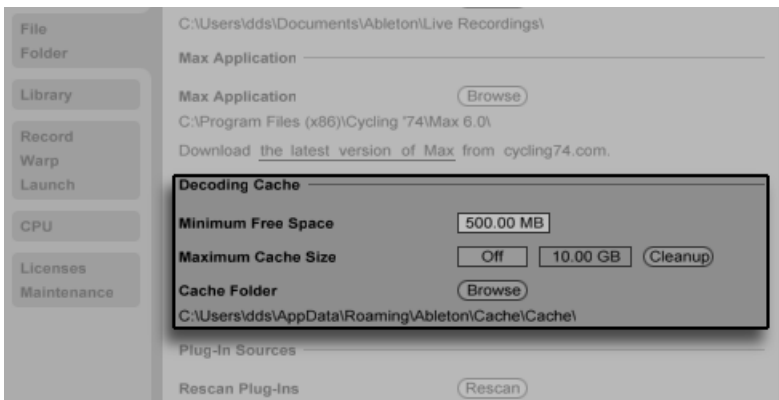 File
Folder
Library
Record
Warp
Launch
CPU
Licenses
Maintenance
C:\Users\dds\Documents\Ableton\Live Recordings\
Max Application
Max Application Browse
C:\Program Files (x86)\Cycling '74\Max 6.0\
Download the latest version of Max from cycling74.com.
Decoding Cache
Minimum Free Space 500.00 MB
Maximum Cache Size Off 10.00 GB Cleanup
Cache Folder Browse
C:\Users\dds\AppData\Roaming\Ableton\Cache\Cache\
Plug-In Sources
Rescan Plug-Ins Rescan